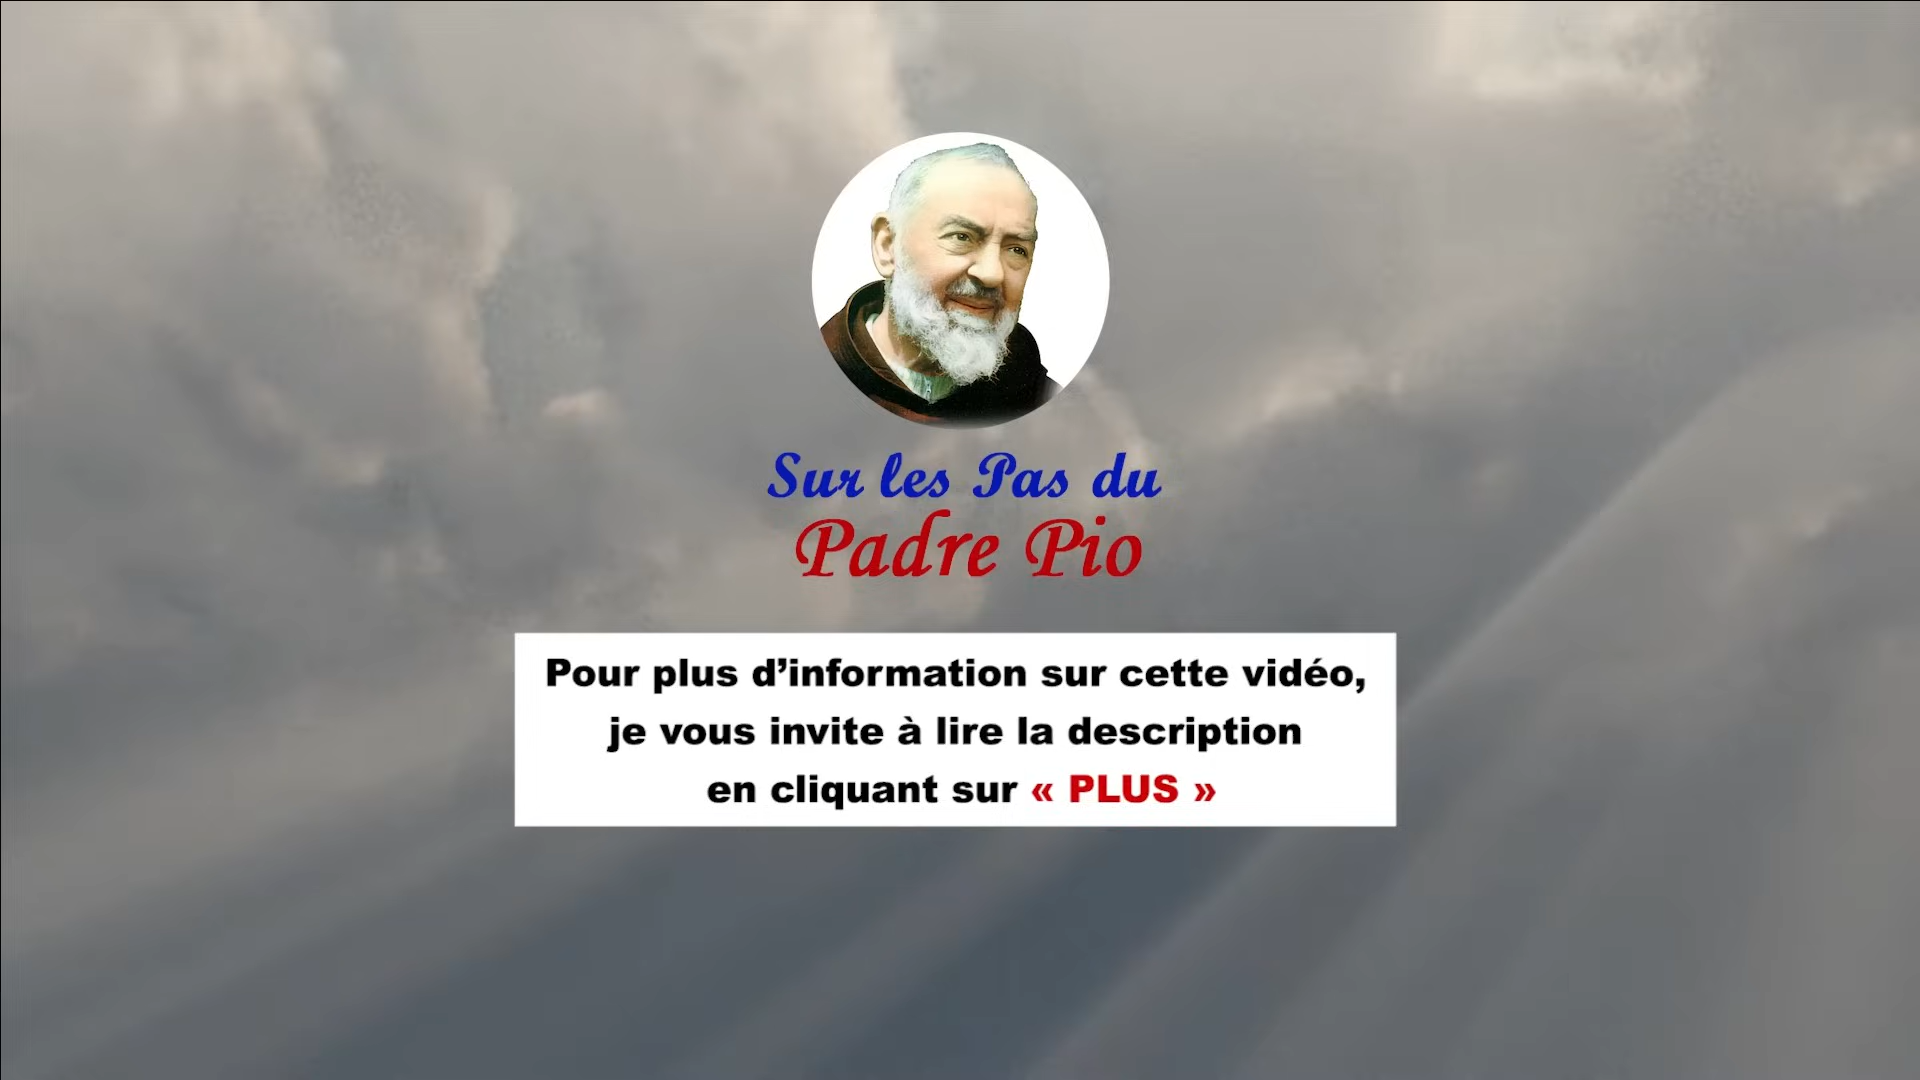 Sur les Pas du
Padre Pio
Pour plus d’information sur cette vidéo,
je vous invite à lire la description
en cliquant sur « PLUS »